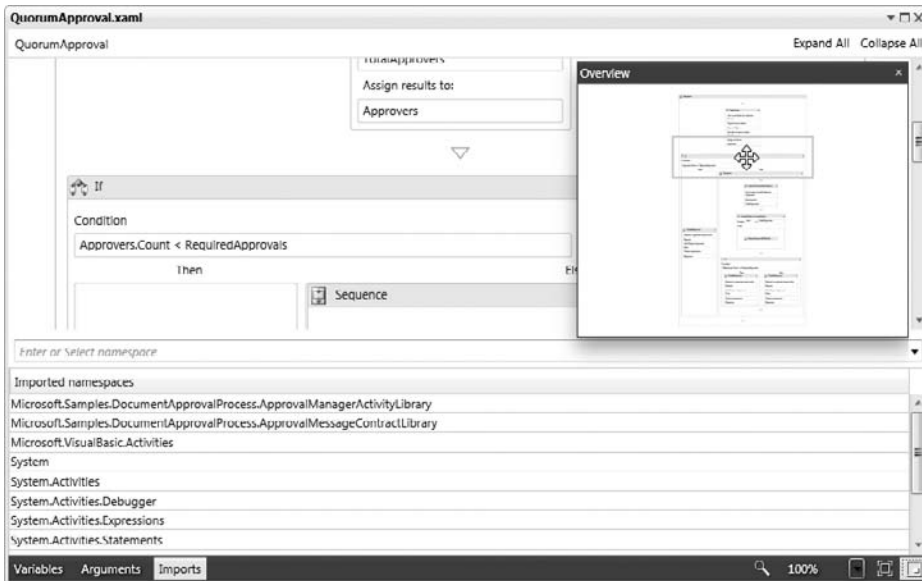 QuorumApproval.xaml
QuorumApproval
Expand All Collapse All
TotalApprovers
Assign results to:
Approvers
Overview
If
Condition
Approvers.Count < RequiredApprovals
Then
Sequence
Enter or Select namespace
Imported namespaces
Microsoft.Samples.DocumentApprovalProcess.ApprovalManagerActivityLibrary
Microsoft.Samples.DocumentApprovalProcess.ApprovalMessageContractLibrary
Microsoft.VisualBasic.Activities
System
System.Activities
System.Activities.Debugger
System.Activities.Expressions
System.Activities.Statements
Variables Arguments Imports
100%